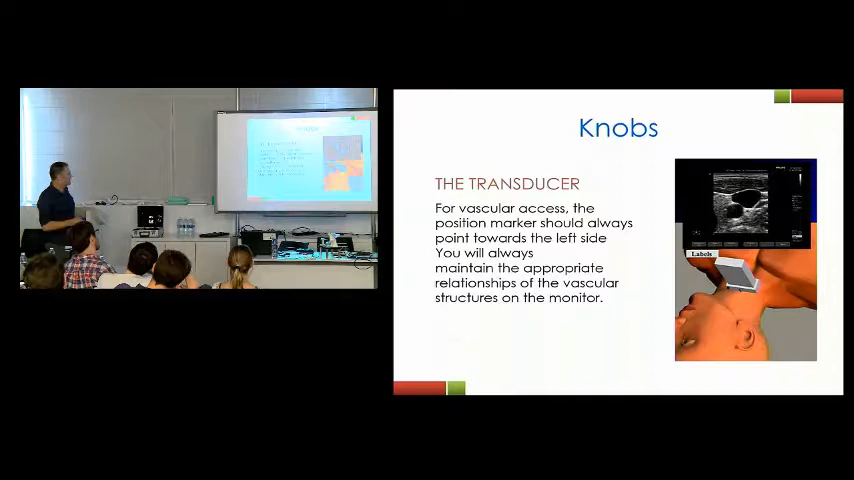 Knobs
THE TRANSDUCER
For vascular access, the
position marker should always
point towards the left side
You will always
maintain the appropriate
relationships of the vascular
structures on the monitor.
Labels